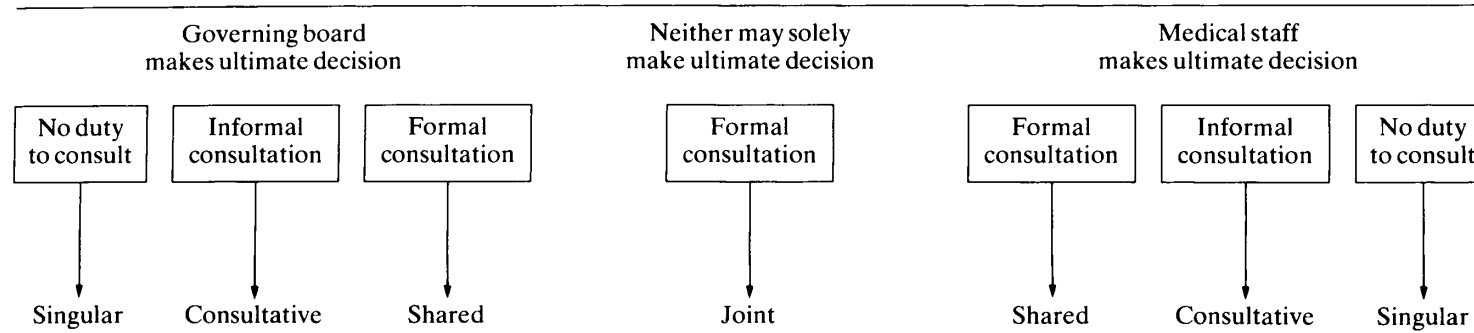 Governing board
makes ultimate decision
Neither may solely
make ultimate decision
Medical staff
makes ultimate decision
No duty
to consult
Informal
consultation
Formal
consultation
Formal
consultation
Formal
consultation
Informal
consultation
No duty
to consult
Singular
Consultative
Shared
Joint
Shared
Consultative
Singular